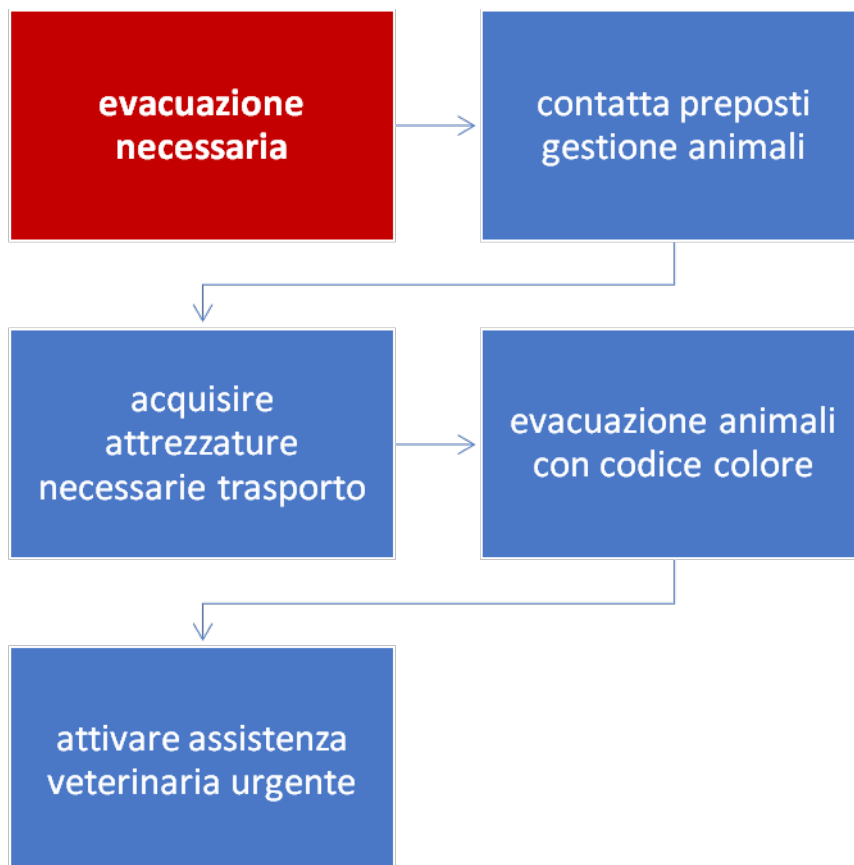 evacuazione
necessaria
contatta preposti
gestione animali
acquisire
attrezzature
necessarie trasporto
evacuazione animali
con codice colore
attivare assistenza
veterinaria urgente